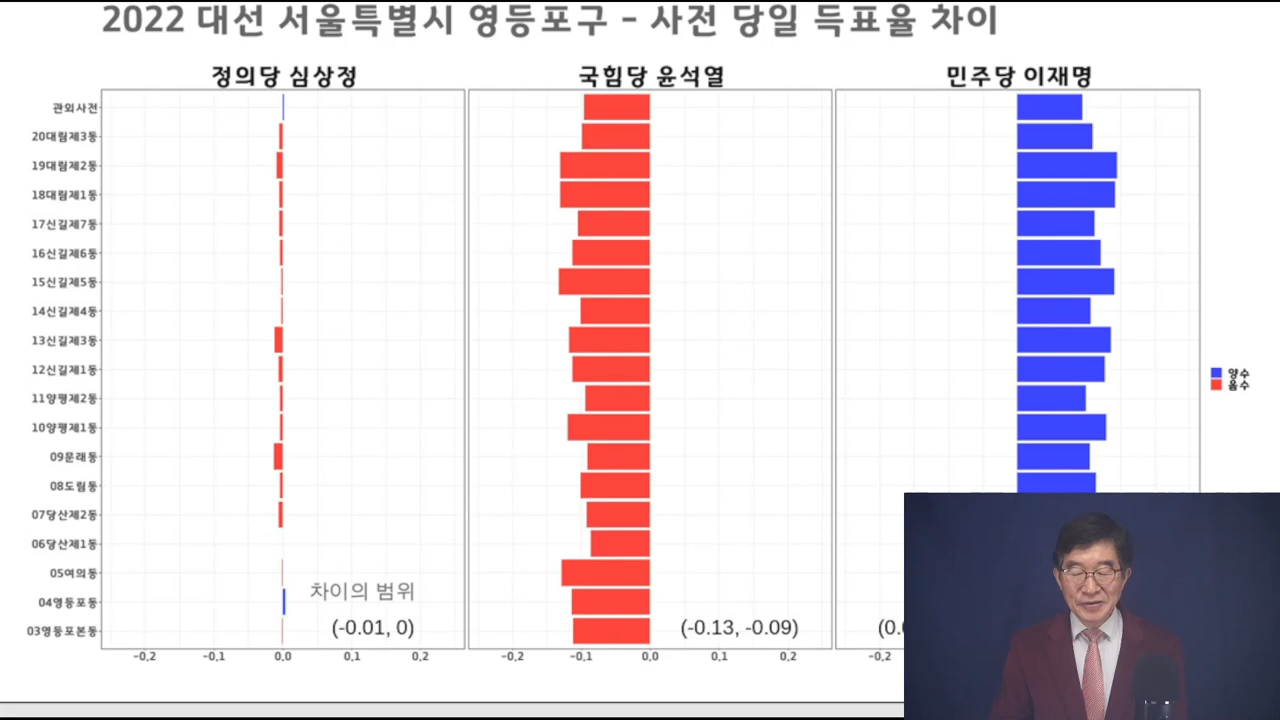 2022 대선 서울특별시 영등포구 - 사전 당일 득표율 차이
정의당 심상정
국힘당 윤석열
민주당 이재명
관외사전
20대림제3동
19대림제2동
18대림제1동
17신길제7동
16신길제6동
15신길제5동
14신길제4동
13신길제3동
12신길제1동
11양평제2동
10양평제1동
09문래동
08도림동
07당산제2동
06당산제1동
05여의동
04영등포동
03영등포본동
차이의 범위
(-0.01, 0)
(-0.13, -0.09)
(0.0
-0.2 -0.1 0.0 0.1 0.2
-0.2 -0.1 0.0 0.1 0.2
-0.2
양수
음수